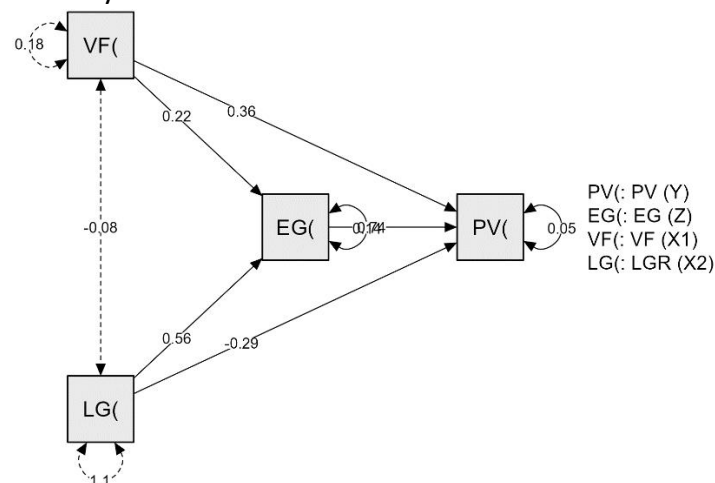 VF(
0.18
0.22
0.36
-0.08
EG(
PV(
0.05
0.56
-0.29
LG(
1.1
PV(: PV (Y)
EG(: EG (Z)
VF(: VF (X1)
LG(: LGR (X2)